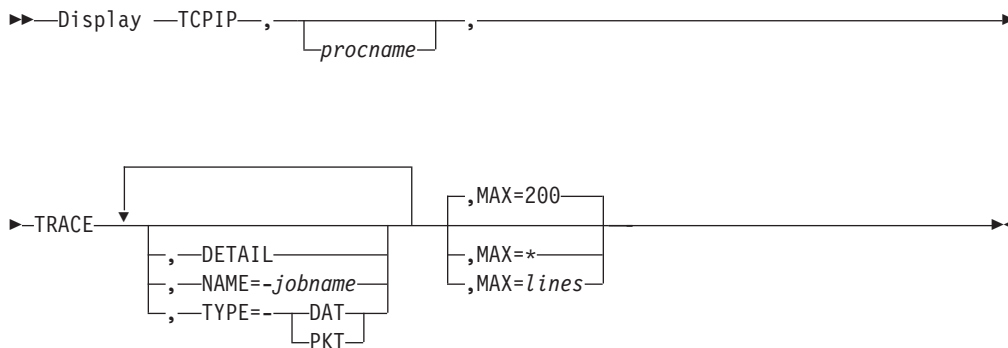 Display TCPIP , ,
procname
,MAX=200
TRACE
, DETAIL ,MAX=*
, NAME=-jobname ,MAX=lines
, TYPE=- DAT
PKT